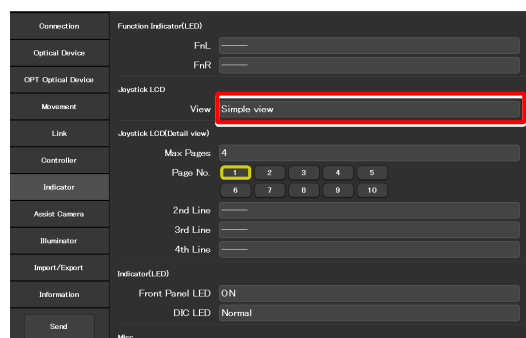 Connection
Optical Device
OPT Optical Device
Movement
Link
Controller
Indicator
Assist Camera
Illuminator
Import/Export
Information
Send
Function Indicator(LED)
FnL ――
FnR ――
Joystick LCD
View Simple view
Joystick LCD(Detail view)
Max Pages 4
Page No. 1 2 3 4 5
6 7 8 9 10
2nd Line ――
3rd Line ――
4th Line ――
Indicator(LED)
Front Panel LED ON
DIC LED Normal
Misc